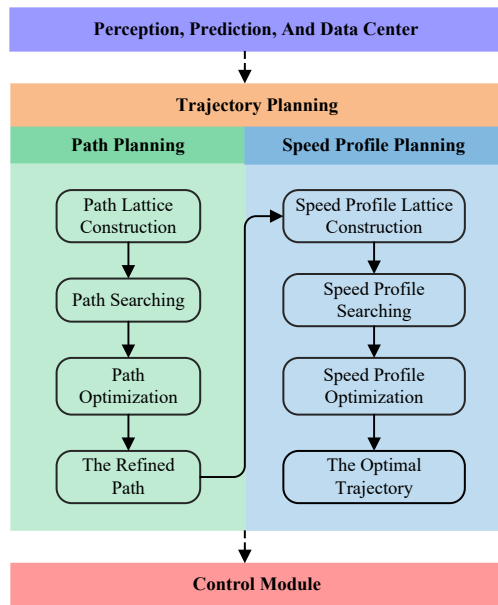 Perception, Prediction, And Data Center
Trajectory Planning
Path Planning
Path Lattice
Construction
Path Searching
Path
Optimization
The Refined
Path
Speed Profile Planning
Speed Profile Lattice
Construction
Speed Profile
Searching
Speed Profile
Optimization
The Optimal
Trajectory
Control Module